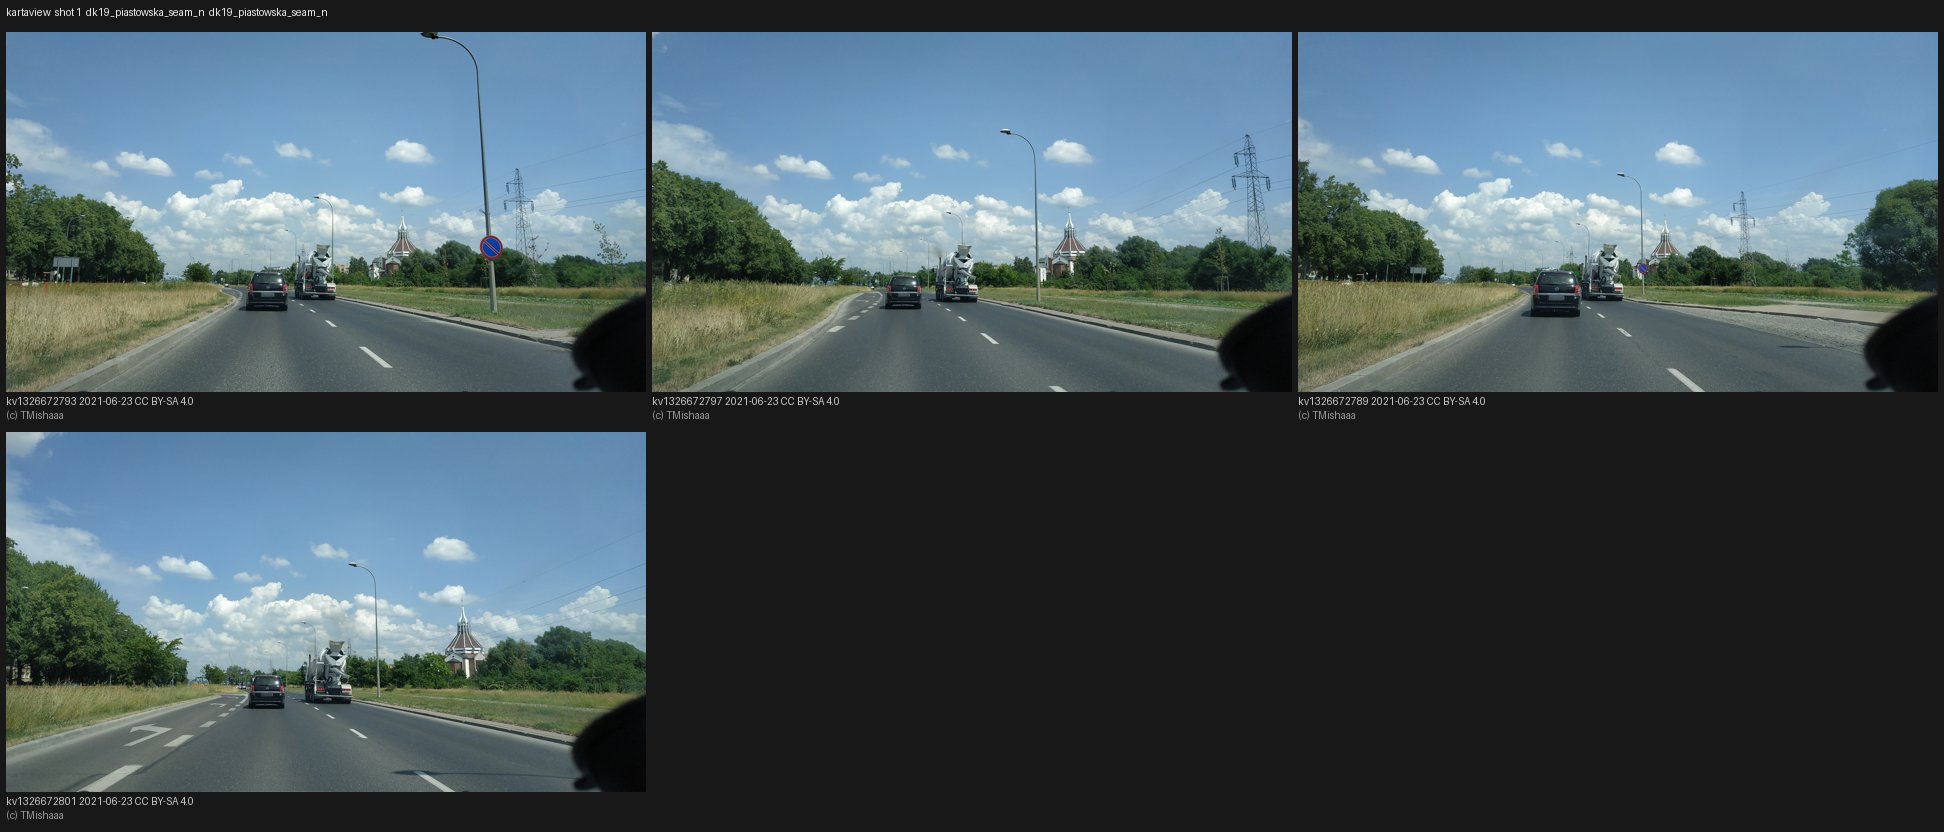 kartaview shot 1 dk19_piastowska_seam_n dk19_piastowska_seam_n
kv1326672793 2021-06-23 CC BY-SA 4.0
(c) TMishaaa
kv1326672797 2021-06-23 CC BY-SA 4.0
(c) TMishaaa
kv1326672789 2021-06-23 CC BY-SA 4.0
(c) TMishaaa
kv1326672801 2021-06-23 CC BY-SA 4.0
(c) TMishaaa